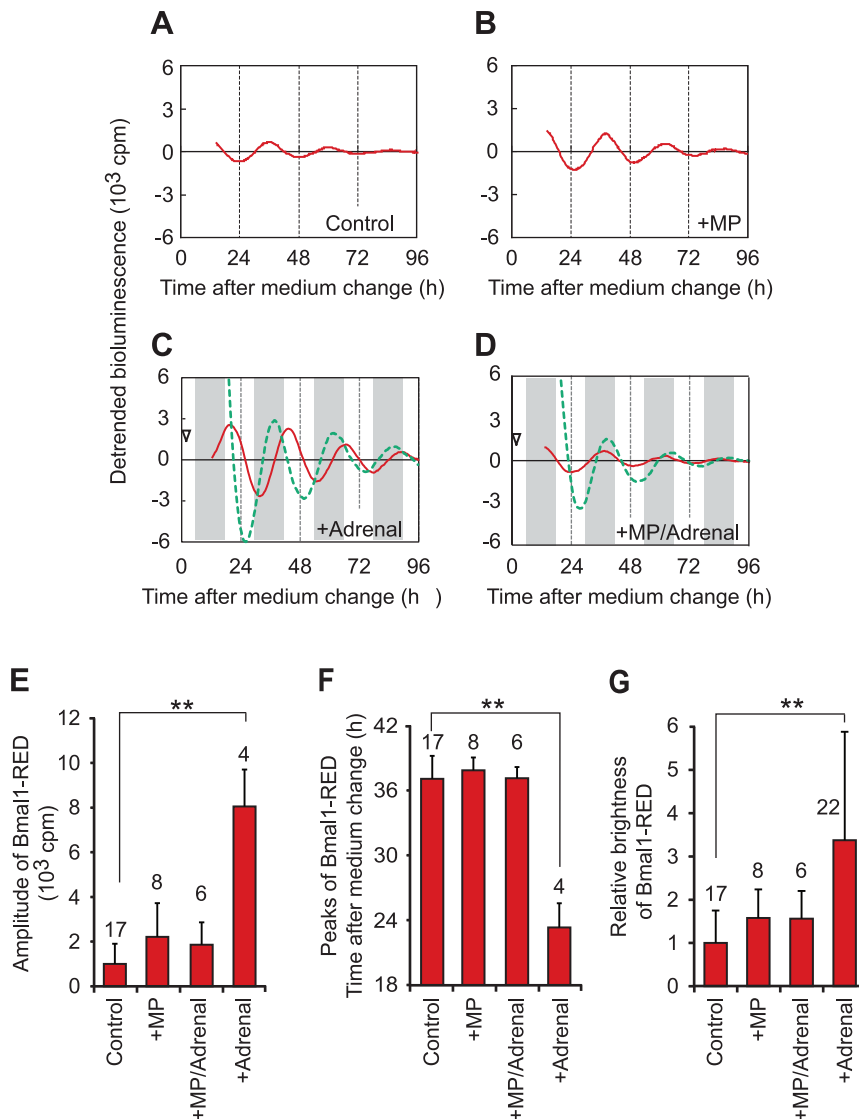 A
B
6
3
0
-3
-6
Control
0 24 48 72 96
Time after medium change (h)
6
3
0
-3
-6
+MP
0 24 48 72 96
Time after medium change (h)
Detrended bioluminescence (10³ cpm)
C
D
6
3
0
-3
-6
+Adrenal
0 24 48 72 96
Time after medium change (h )
6
3
0
-3
-6
+MP/Adrenal
0 24 48 72 96
Time after medium change (h)
E
**
12
10
8
6
4
2
0
17
8
6
4
Amplitude of Bmal1-RED
(10³ cpm)
Control
+MP
+MP/Adrenal
+Adrenal
F
**
42
36
30
24
18
17
8
6
4
Peaks of Bmal1-RED
Time after medium change (h)
Control
+MP
+MP/Adrenal
+Adrenal
G
**
6
5
4
3
2
1
0
17
8
6
22
Relative brightness
of Bmal1-RED
Control
+MP
+MP/Adrenal
+Adrenal